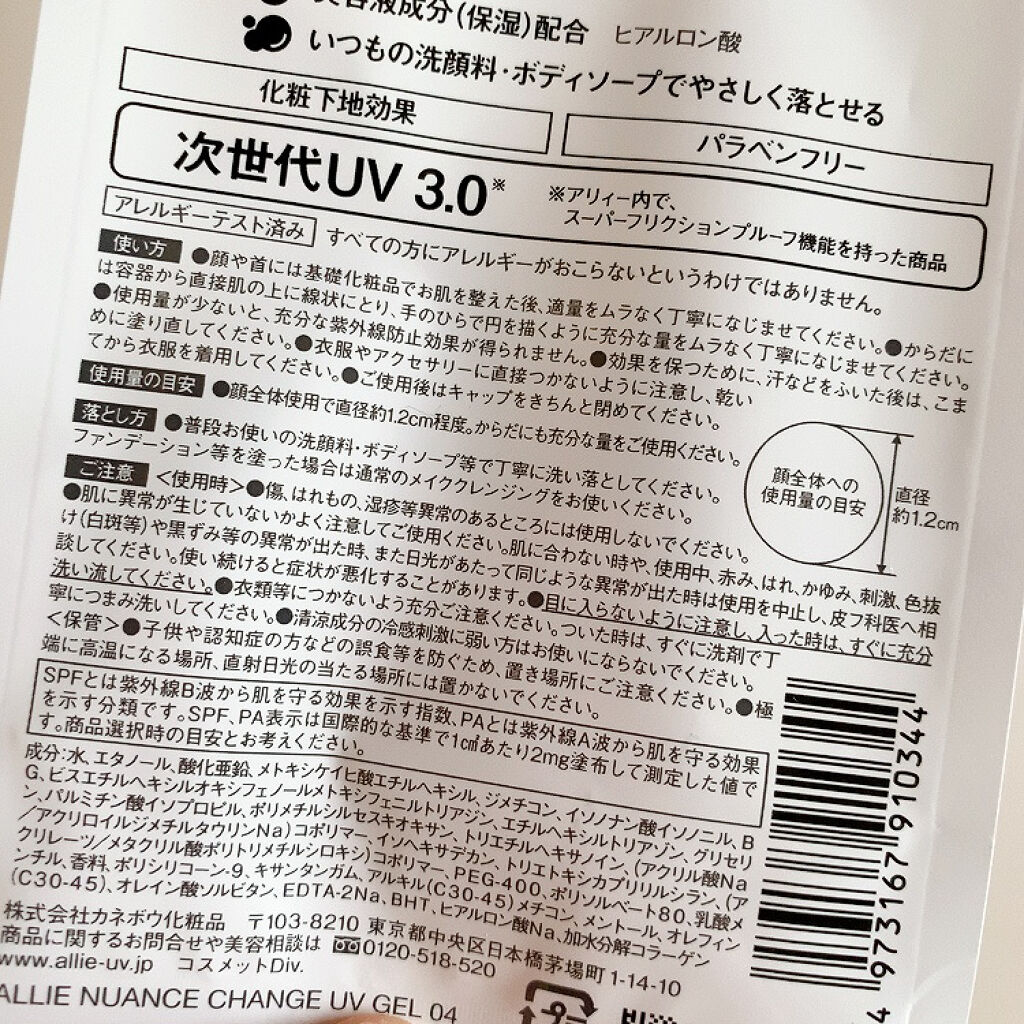 美容液成分(保湿)配合 ヒアルロン酸
いつもの洗顔料・ボディソープでやさしく落とせる
化粧下地効果
パラベンフリー
次世代UV 3.0※
※アリィー内で、
スーパーフリクションプルーフ機能を持った商品
アレルギーテスト済み すべての方にアレルギーがおこらないというわけではありません。
使い方 ●顔や首には基礎化粧品でお肌を整えた後、適量をムラなく丁寧になじませてください。●からだに
は容器から直接肌の上に線状にとり、手のひらで円を描くように充分な量をムラなく丁寧になじませてください。
●使用量が少ないと、充分な紫外線防止効果が得られません。●効果を保つために、汗などをふいた後は、こま
めに塗り直してください。●衣服やアクセサリーに直接つかないように注意し、乾い
てから衣服を着用してください。●ご使用後はキャップをきちんと閉めてください。
使用量の目安 ●顔全体使用で直径約1.2cm程度。からだにも充分な量をご使用ください。
落とし方 ●普段お使いの洗顔料・ボディソープ等で丁寧に洗い落としてください。
ファンデーション等を塗った場合は通常のメイククレンジングをお使いください。
顔全体への
使用量の目安
直径
約1.2cm
ご注意 <使用時>●傷、はれもの、湿疹等異常のあるところには使用しないでください。
●肌に異常が生じていないかよく注意してご使用ください。肌に合わない時や、使用中、赤み、はれ、かゆみ、刺激、色抜
け(白斑等)や黒ずみ等の異常が出た時、また日光があたって同じような異常が出た時は使用を中止し、皮フ科医へ相
談してください。使い続けると症状が悪化することがあります。●目に入らないように注意し、入った時は、すぐに充分
洗い流してください。●衣類等につかないよう充分ご注意ください。ついた時は、すぐに洗剤で丁
寧につまみ洗いしてください。●清涼成分の冷感刺激に弱い方はお使いにならないでください。
<保管>●子供や認知症の方などの誤食等を防ぐため、置き場所にご注意ください。●極
端に高温になる場所、直射日光の当たる場所には置かないでください。
SPFとは紫外線B波から肌を守る効果を示す指数、PAとは紫外線A波から肌を守る効果
を示す分類です。SPF、PA表示は国際的な基準で1㎠あたり2mg塗布して測定した値で
す。商品選択時の目安とお考えください。
成分:水、エタノール、酸化亜鉛、メトキシケイヒ酸エチルヘキシル、ジメチコン、イソノナン酸イソノニル、B
G、ビスエチルヘキシルオキシフェノールメトキシフェニルトリアジン、エチルヘキシルトリアゾン、グリセリ
ン、パルミチン酸イソプロピル、ポリメチルシルセスキオキサン、トリエチルヘキサノイン、(アクリル酸Na
/アクリロイルジメチルタウリンNa)コポリマー、イソヘキサデカン、トリエトキシカプリリルシラン、(ア
クリレーツ/メタクリル酸ポリトリメチルシロキシ)コポリマー、PEG-400、ポリソルベート80、乳酸メ
ンチル、香料、ポリシリコーン-9、キサンタンガム、アルキル(C30-45)メチコン、メントール、オレフィン
(C30-45)、オレイン酸ソルビタン、EDTA-2Na、BHT、ヒアルロン酸Na、加水分解コラーゲン
株式会社カネボウ化粧品 〒103-8210 東京都中央区日本橋茅場町1-14-10
商品に関するお問合せや美容相談は 0120-518-520
www.allie-uv.jp コスメットDiv.
ALLIE NUANCE CHANGE UV GEL 04
4 973167 910344